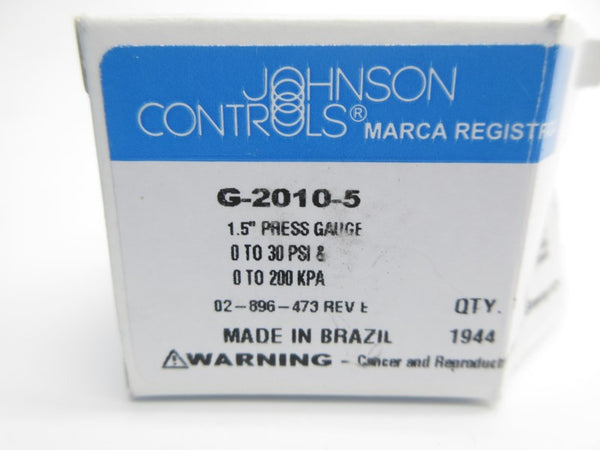 JOHNSON
CONTROLS® MARCA REGISTR
G-2010-5
1.5" PRESS GAUGE
0 TO 30 PSI &
0 TO 200 KPA
02-896-473 REV E QTY.
MADE IN BRAZIL 1944
⚠WARNING - Cancer and Reproduct